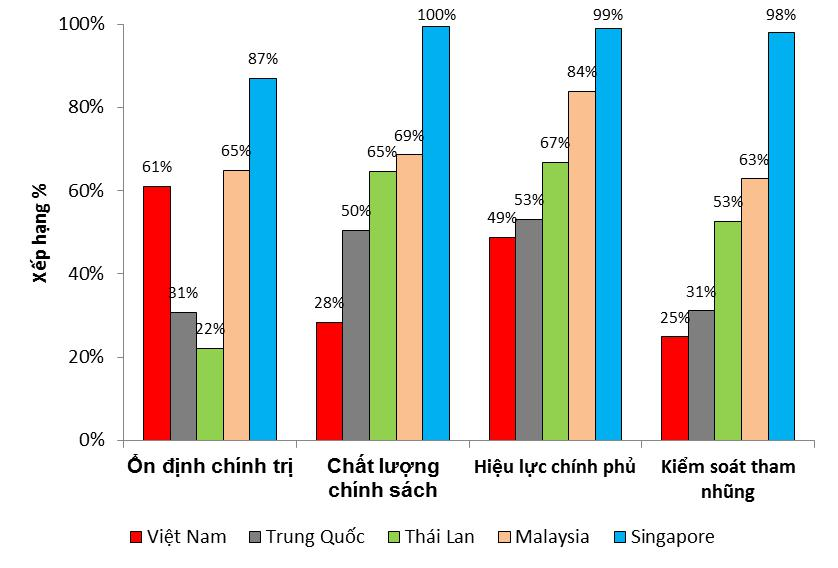 100%
80%
60%
40%
20%
0%
Xếp hạng %
61%
31%
22%
65%
87%
28%
50%
65%
69%
100%
49%
53%
67%
84%
99%
25%
31%
53%
63%
98%
Ổn định chính trị
Chất lượng
chính sách
Hiệu lực chính phủ
Kiểm soát tham
nhũng
Việt Nam
Trung Quốc
Thái Lan
Malaysia
Singapore